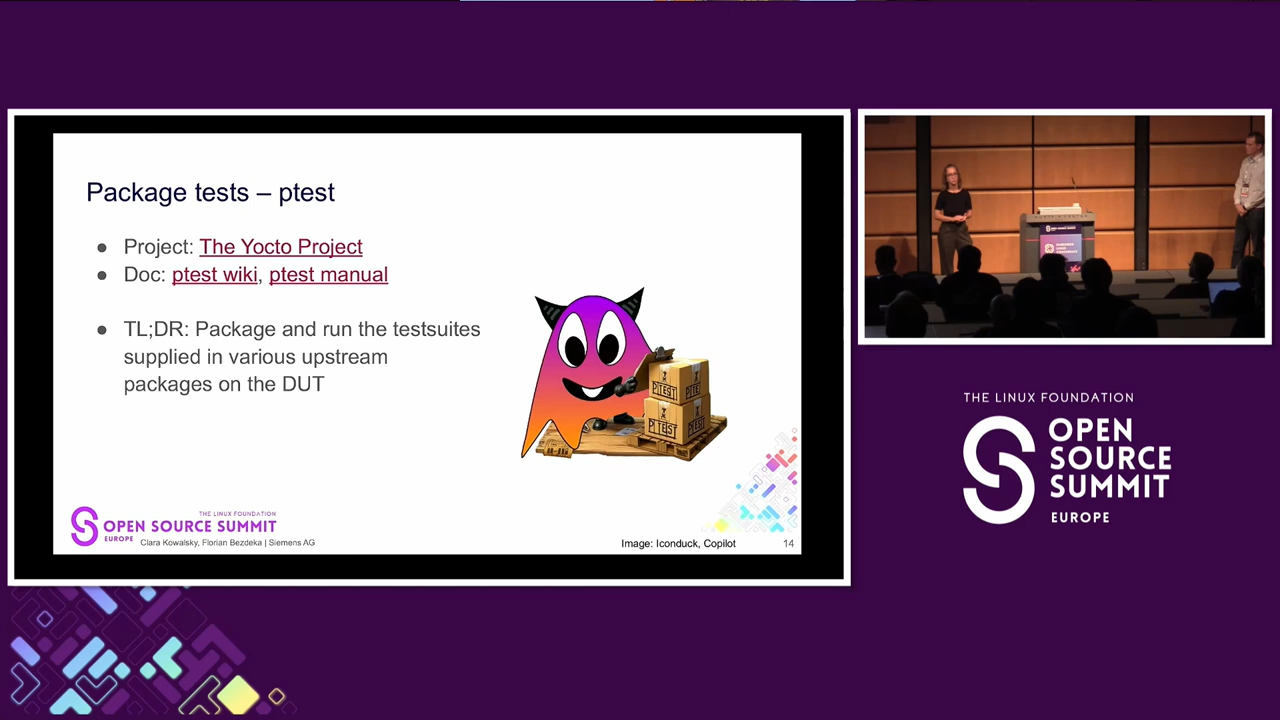 Package tests – ptest
● Project: The Yocto Project
● Doc: ptest wiki, ptest manual
● TL;DR: Package and run the testsuites
supplied in various upstream
packages on the DUT
PTEST
PTEST
PTEST
THE LINUX FOUNDATION
OPEN SOURCE SUMMIT
EUROPE
Clara Kowalsky, Florian Bezdeka | Siemens AG
Image: Iconduck, Copilot
14
THE LINUX FOUNDATION
OPEN
SOURCE
SUMMIT
EUROPE